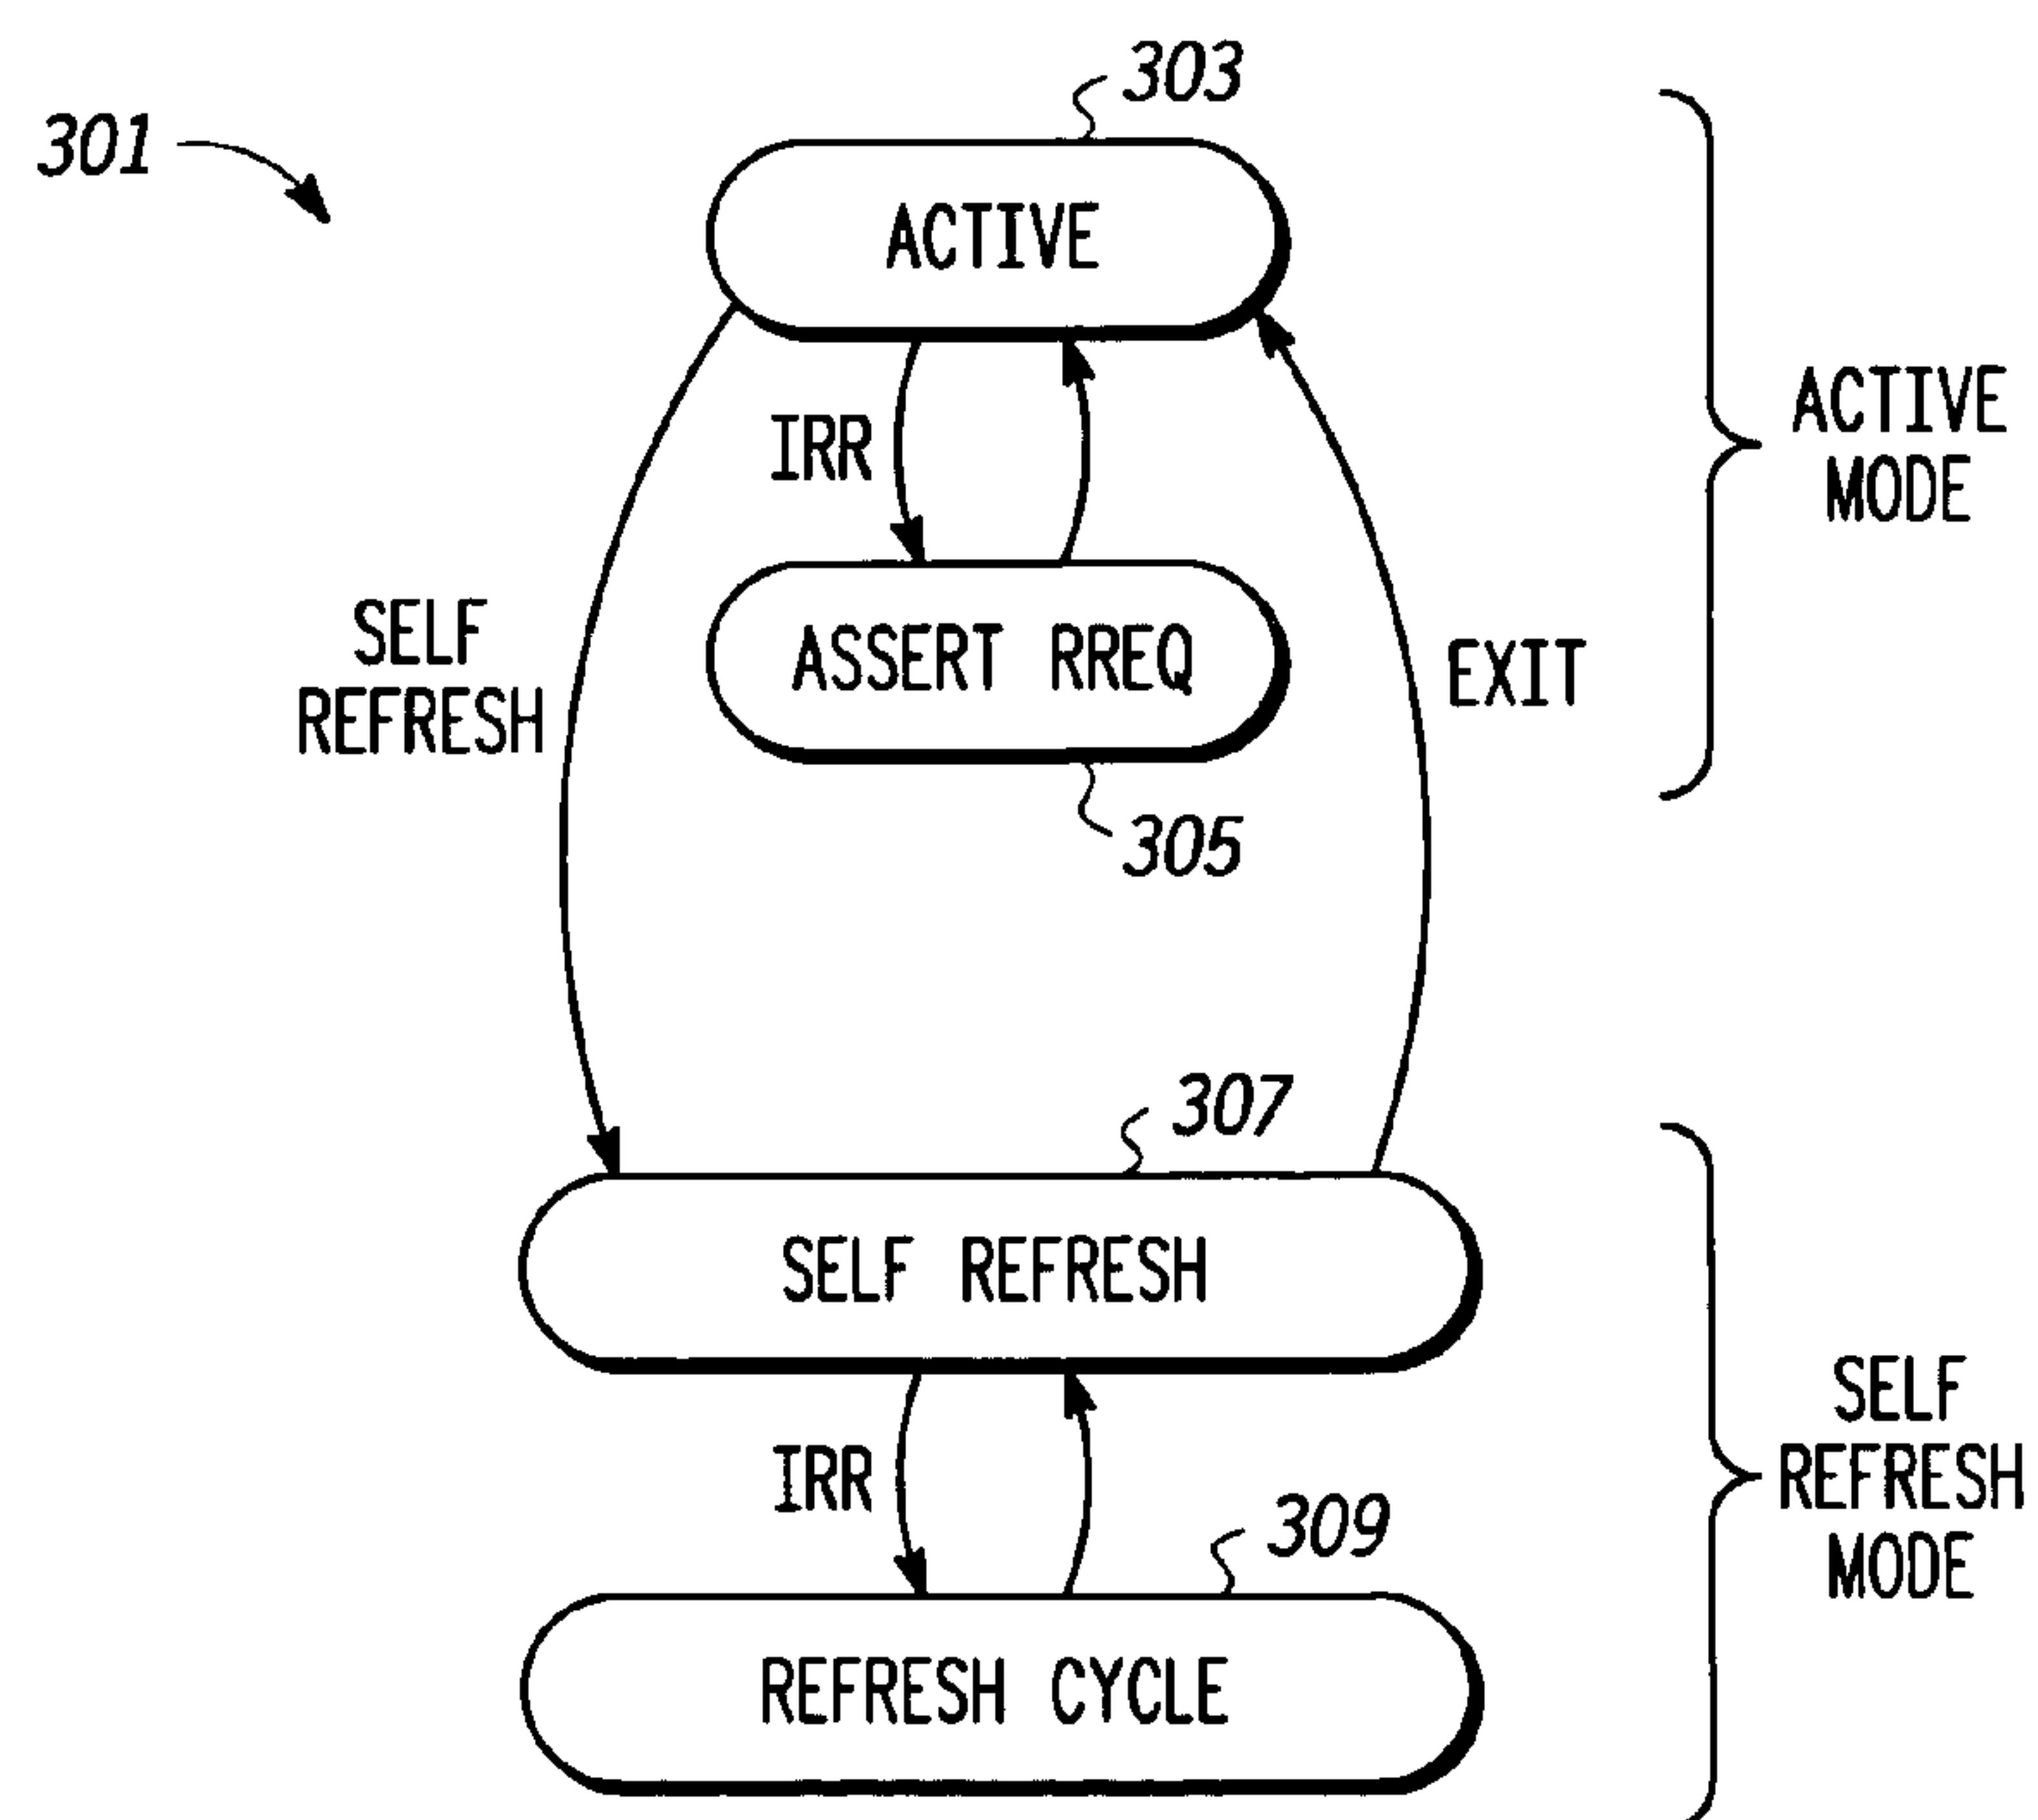 303
301
ACTIVE
IRR
ACTIVE
MODE
ASSERT RREQ
SELF
REFRESH
EXIT
305
307
SELF REFRESH
IRR
309
SELF
REFRESH
MODE
REFRESH CYCLE